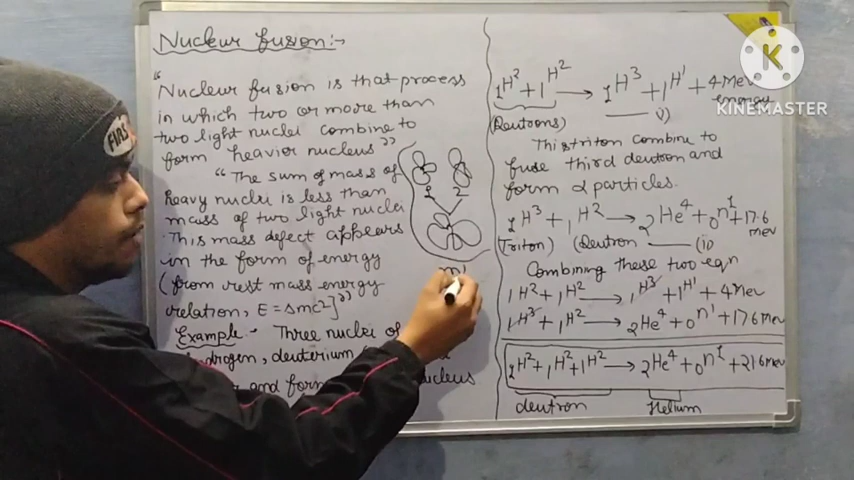 Nuclear fusion:-
"Nuclear fusion is that process
in which two or more than
two light nuclei combine to
form heavier nucleus"
"The sum of mass of
heavy nuclei is less than
mass of two light nuclei
This mass defect appears
in the form of energy
(from rest mass energy
relation, E = Δmc²]"
Example - Three nuclei of
hydrogen, deuterium
and form nucleus
1 2
m'
₁H² + ₁H² ⟶ ₁H³ + ₁H¹ + 4 Mev
energy
(Deutrons) —— i)
This triton combine to
fuse third deutron and
form α particles.
₁H³ + ₁H² ⟶ ₂He⁴ + ₀n¹ + 17.6
mev
(Triton) (Deutron —— (ii)
Combining these two eqn
₁H² + ₁H² ⟶ ₁H³ + ₁H¹ + 4 Mev
₁H³ + ₁H² ⟶ ₂He⁴ + ₀n¹ + 17.6 Mev
₁H² + ₁H² + ₁H² ⟶ ₂He⁴ + ₀n¹ + 21.6 Mev
deutron Helium
FIAS
K
KINEMASTER